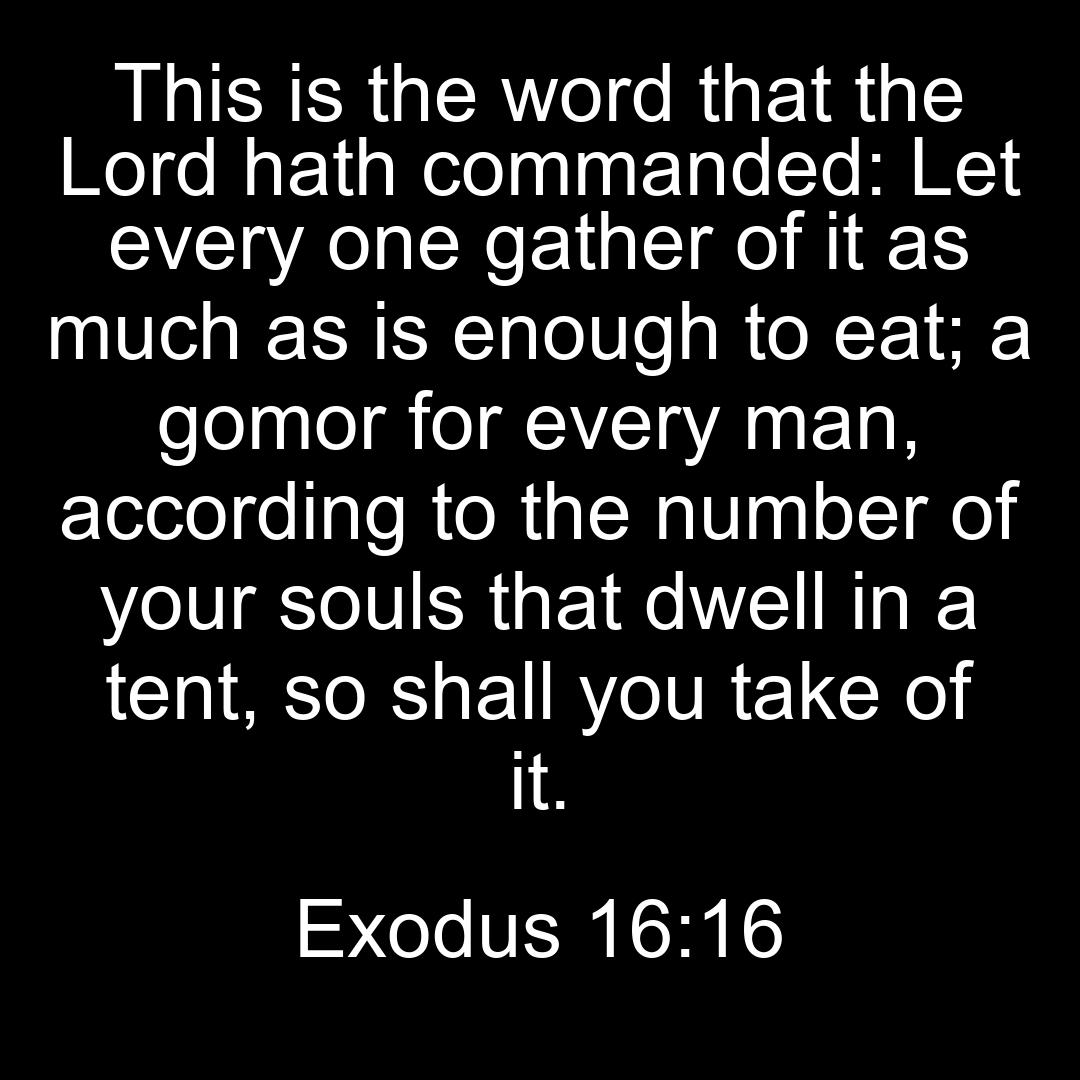 This is the word that the
Lord hath commanded: Let
every one gather of it as
much as is enough to eat; a
gomor for every man,
according to the number of
your souls that dwell in a
tent, so shall you take of
it.
Exodus 16:16